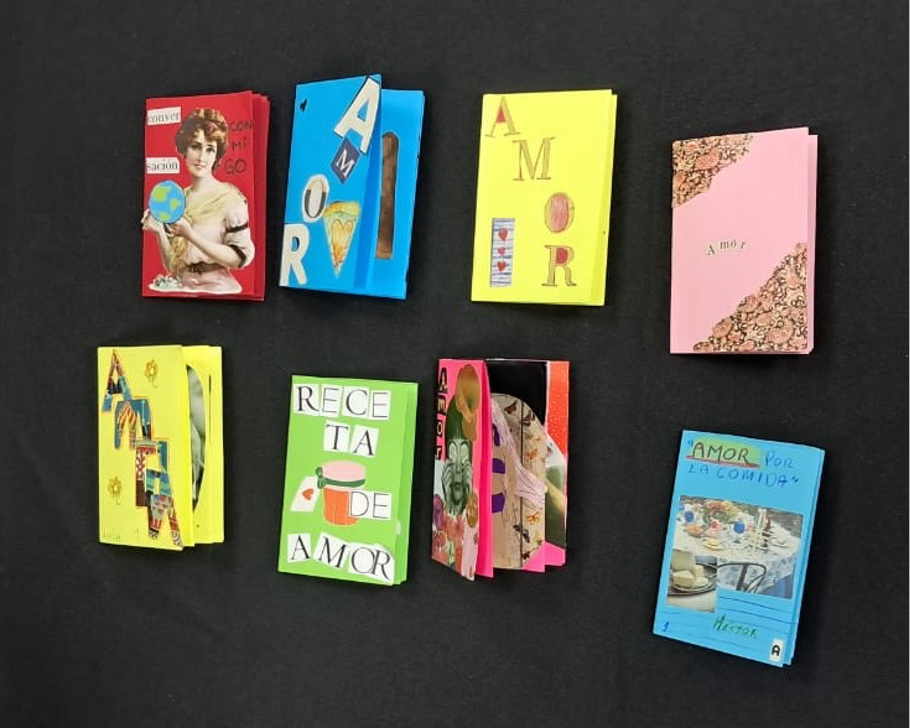 conver
sación
CON
MI
GO
A
M
O
R
A
M
O
R
Amor
RECE
TA
DE
AMOR
AMOR
"AMOR POR
LA COMIDA"
HÉCTOR
A